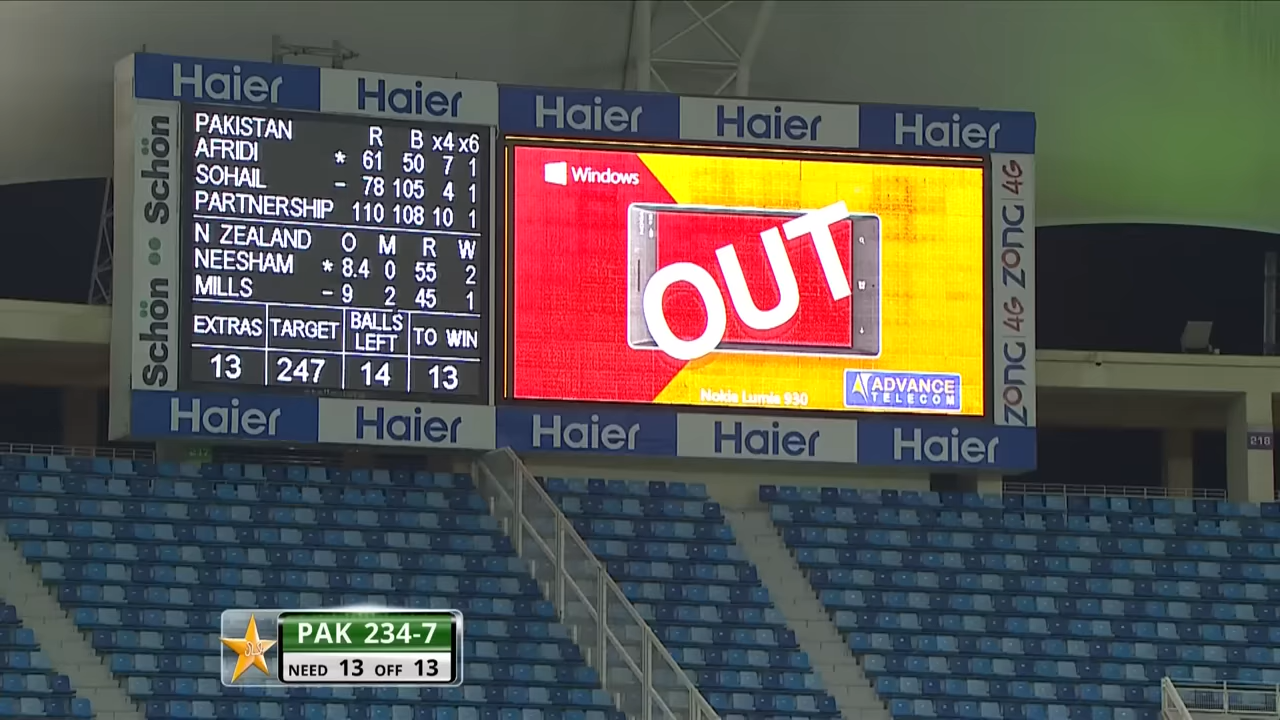 Haier Haier Haier Haier Haier
Schön Schön
PAKISTAN R B x4 x6
AFRIDI * 61 50 7 1
SOHAIL - 78 105 4 1
PARTNERSHIP 110 108 10 1
N ZEALAND O M R W
NEESHAM * 8.4 0 55 2
MILLS - 9 2 45 1
EXTRAS TARGET BALLS LEFT TO WIN
13 247 14 13
Windows
OUT
Nokia Lumia 930
ADVANCE
TELECOM
ZONG 4G ZONG 4G
Haier Haier Haier Haier Haier
218
PAK 234-7
NEED 13 OFF 13